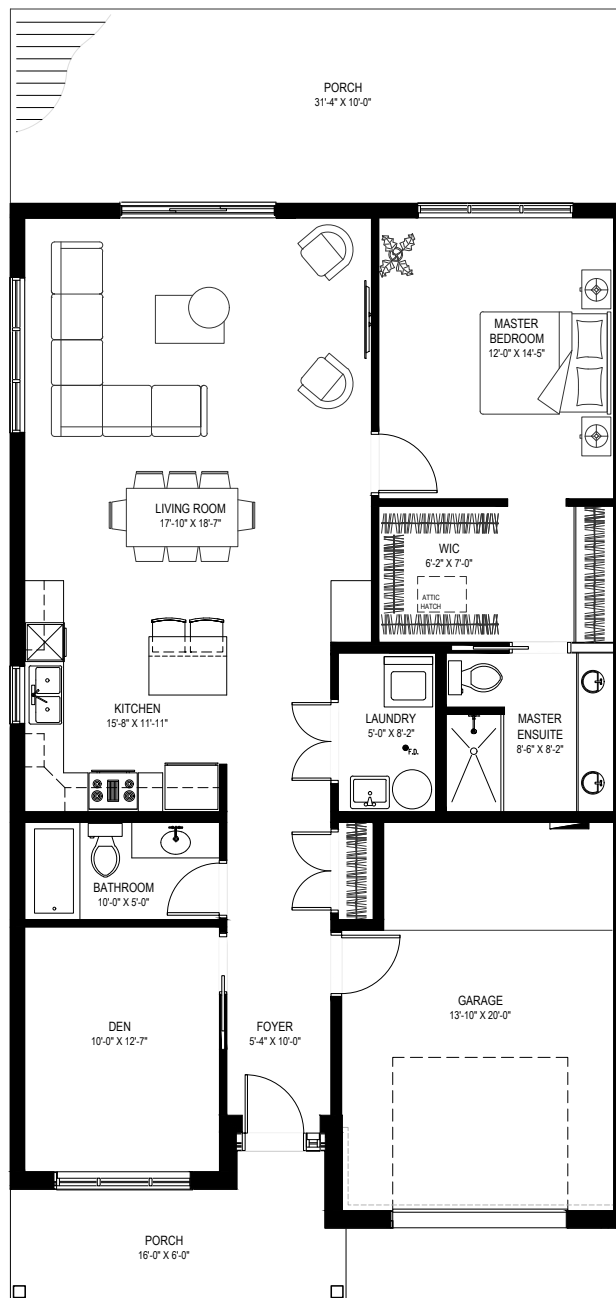 PORCH
31'-4" X 10'-0"
MASTER
BEDROOM
12'-0" X 14'-5"
LIVING ROOM
17'-10" X 18'-7"
WIC
6'-2" X 7'-0"
ATTIC
HATCH
KITCHEN
15'-8" X 11'-11"
LAUNDRY
5'-0" X 8'-2"
F.D.
MASTER
ENSUITE
8'-6" X 8'-2"
BATHROOM
10'-0" X 5'-0"
DEN
10'-0" X 12'-7"
FOYER
5'-4" X 10'-0"
GARAGE
13'-10" X 20'-0"
PORCH
16'-0" X 6'-0"